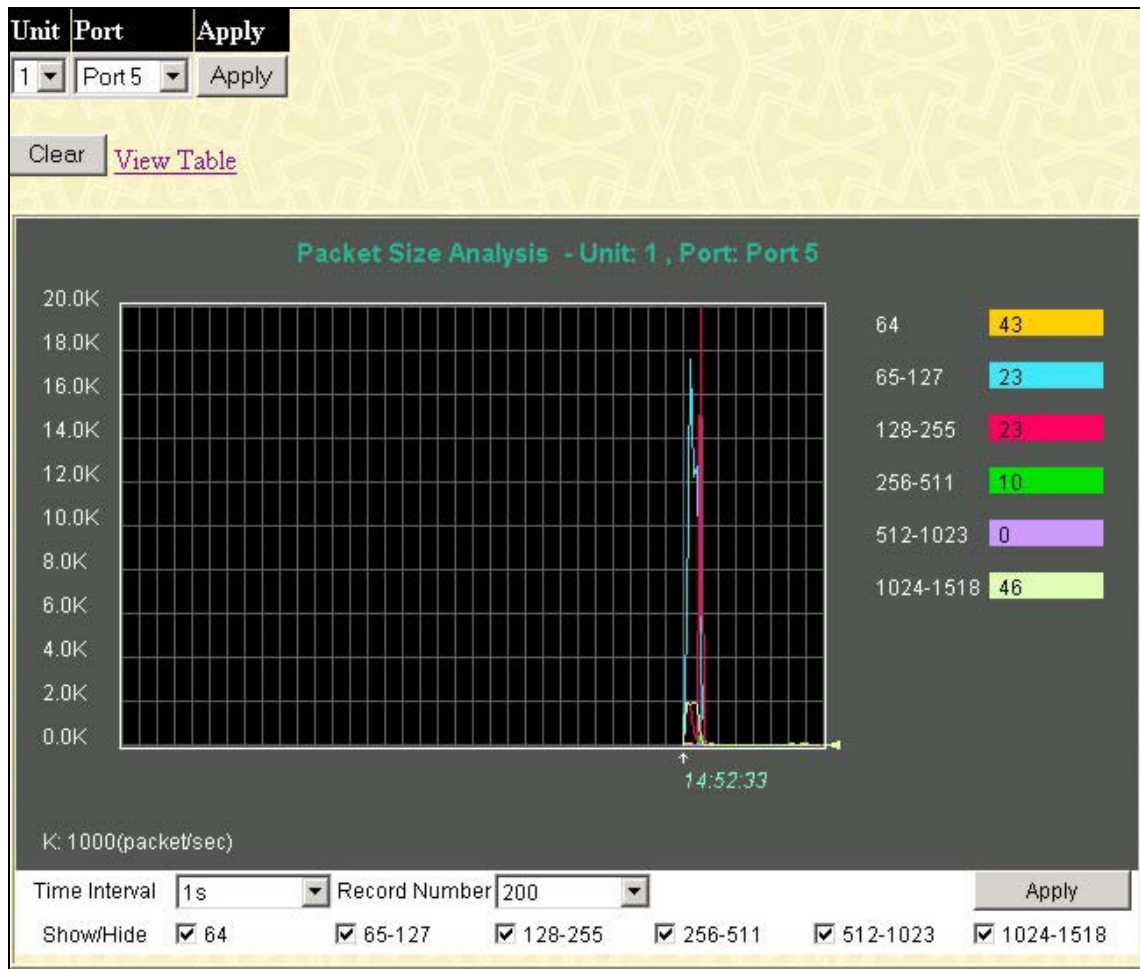 Unit Port Apply
1 Port 5 Apply
Clear View Table
Packet Size Analysis - Unit: 1 , Port: Port 5
20.0K
18.0K
16.0K
14.0K
12.0K
10.0K
8.0K
6.0K
4.0K
2.0K
0.0K
64 43
65-127 23
128-255 23
256-511 10
512-1023 0
1024-1518 46
14:52:33
K: 1000(packet/sec)
Time Interval 1s Record Number 200 Apply
Show/Hide 64 65-127 128-255 256-511 512-1023 1024-1518